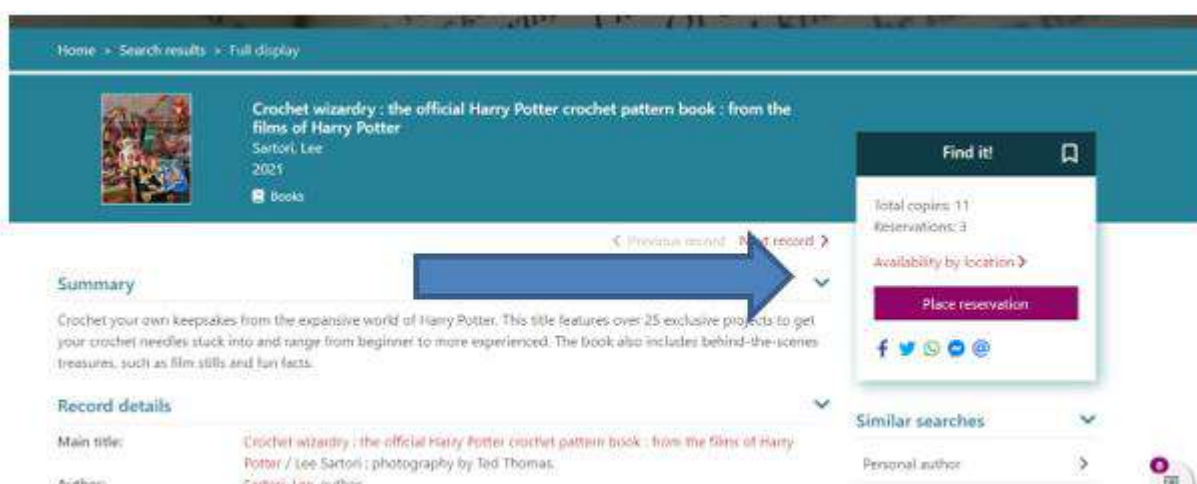 Home > Search results > Full display
Crochet wizardry : the official Harry Potter crochet pattern book : from the
films of Harry Potter
Sartori, Lee
2021
Books
Find it!
Total copies: 11
Reservations: 3
Availability by location >
Place reservation
< Previous record
record >
Summary
Crochet your own keepsakes from the expansive world of Harry Potter. This title features over 25 exclusive projects to get
your crochet needles stuck into and range from beginner to more experienced. The book also includes behind-the-scenes
treasures, such as film stills and fun facts.
Record details
Main title:
Crochet wizardry : the official Harry Potter crochet pattern book : from the films of Harry
Potter / Lee Sartori ; photography by Ted Thomas.
Author:
Sartori, Lee, author
Similar searches
Personal author